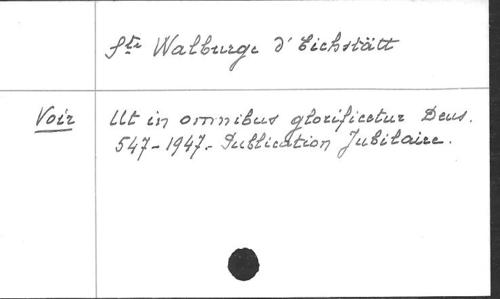 Ste Walburge d'Eichstätt
Voir Ut in omnibus glorificetur Deus.
547-1947.- Publication Jubilaire.